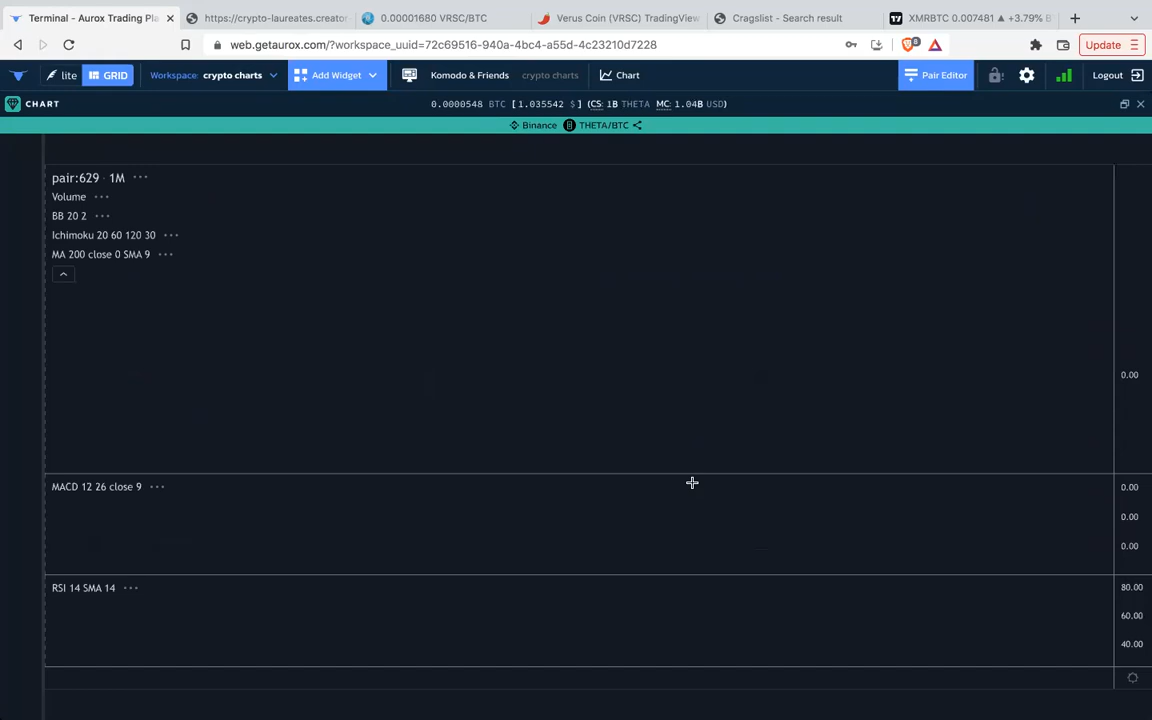 Terminal - Aurox Trading Pla
https://crypto-laureates.creator
0.00001680 VRSC/BTC
Verus Coin (VRSC) TradingView
Cragslist - Search result
XMRBTC 0.007481 ▲ +3.79% B
web.getaurox.com/?workspace_uuid=72c69516-940a-4bc4-a55d-4c23210d7228
8
Update
lite
GRID
Workspace: crypto charts
Add Widget
Komodo & Friends
crypto charts
Chart
Pair Editor
Logout
CHART
0.0000548 BTC [1.035542 $] (CS: 1B THETA MC: 1.04B USD)
Binance THETA/BTC
pair:629 · 1M
Volume
BB 20 2
Ichimoku 20 60 120 30
MA 200 close 0 SMA 9
0.00
MACD 12 26 close 9
0.00
0.00
0.00
RSI 14 SMA 14
80.00
60.00
40.00